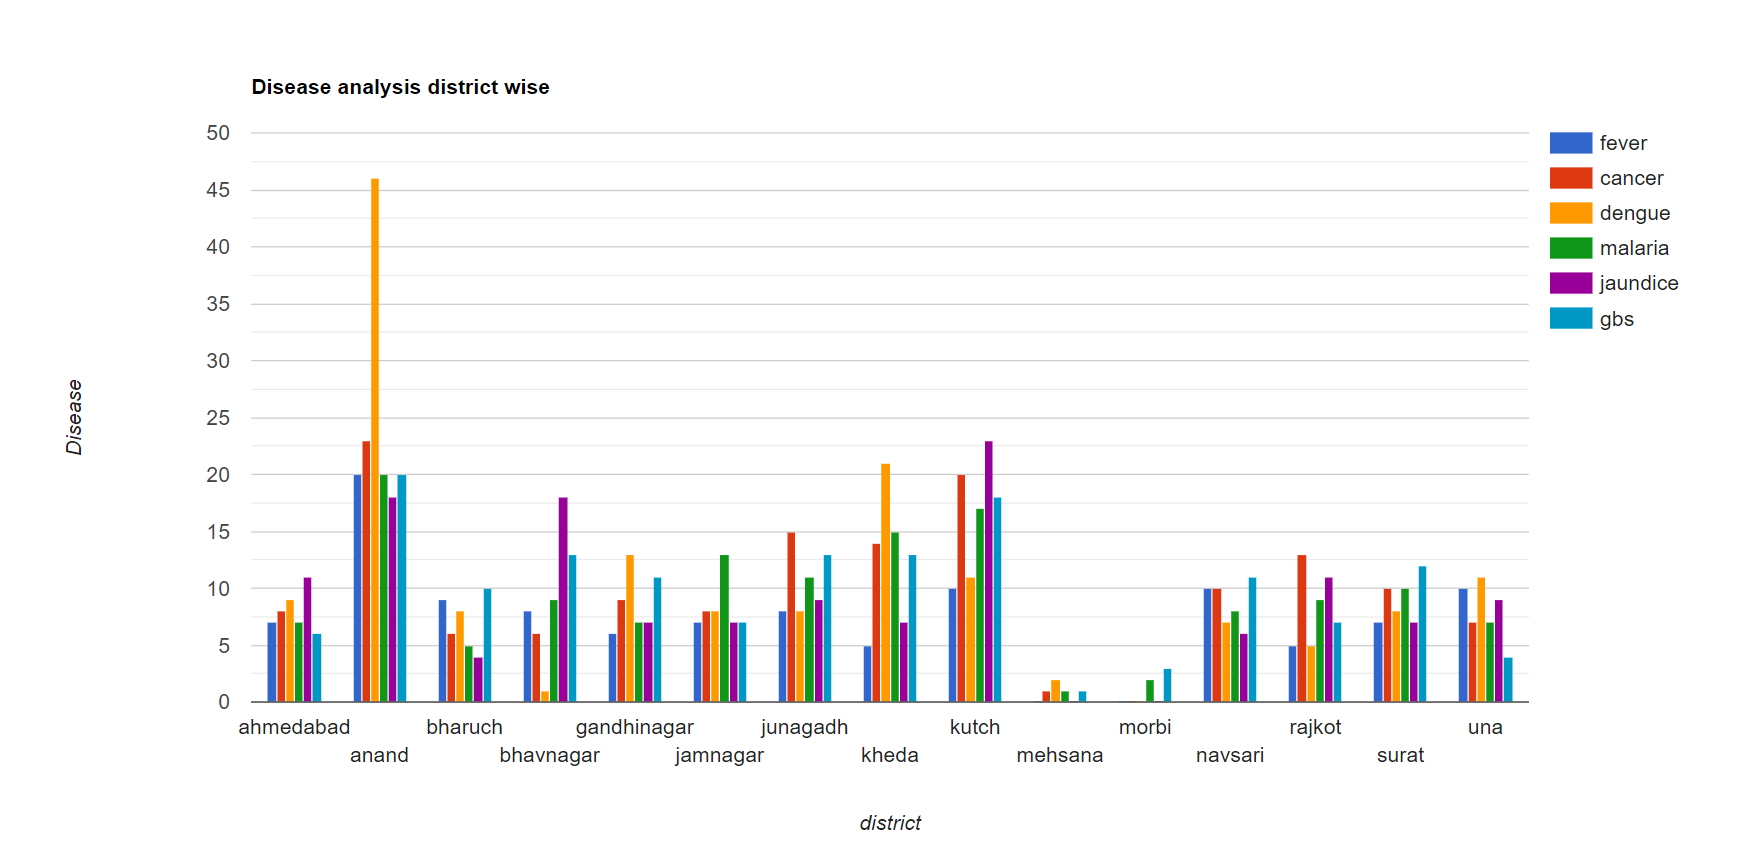 Disease analysis district wise
50
45
40
35
30
25
20
15
10
5
0
Disease
fever
cancer
dengue
malaria
jaundice
gbs
ahmedabad bharuch gandhinagar junagadh kutch morbi rajkot una
anand bhavnagar jamnagar kheda mehsana navsari surat
district